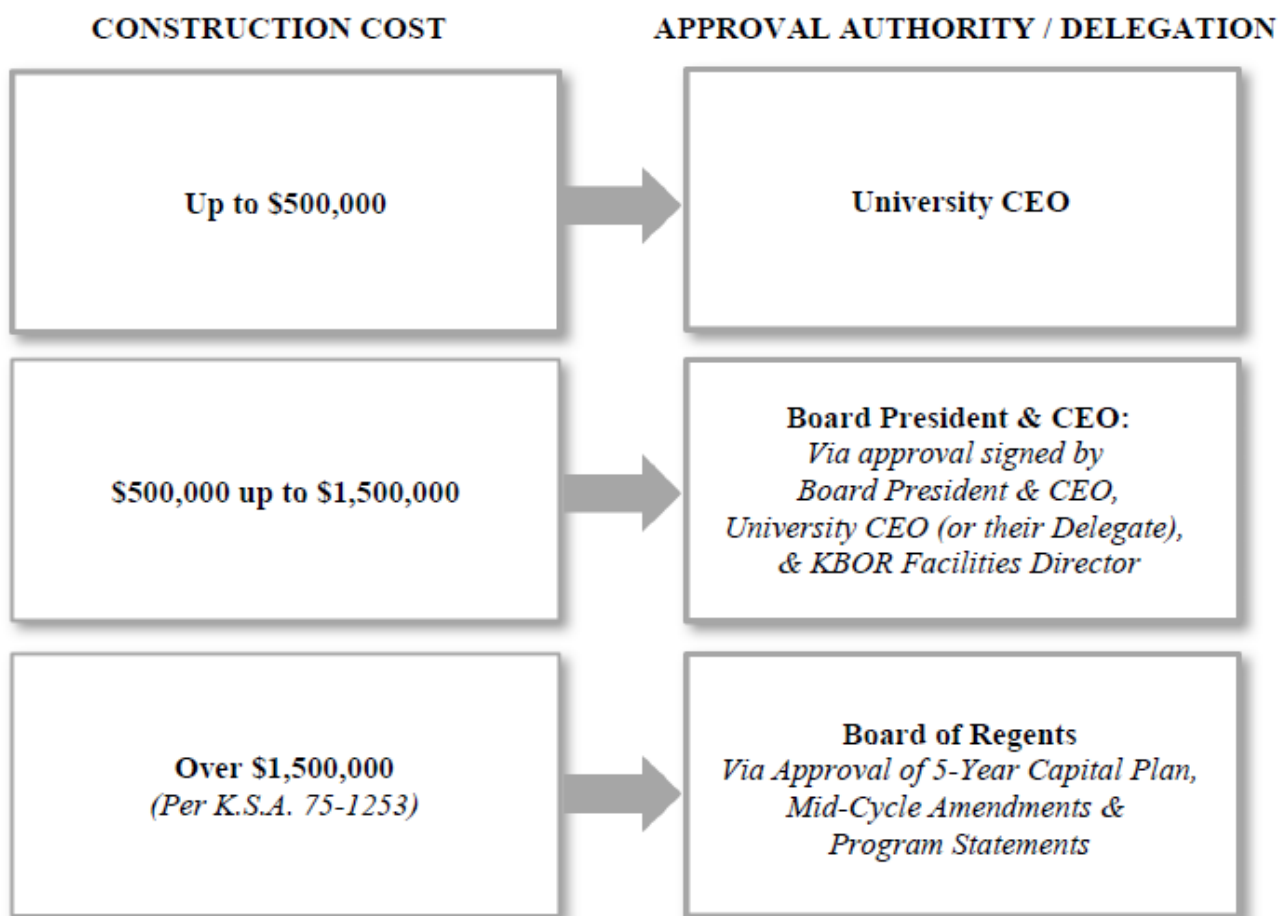 CONSTRUCTION COST
APPROVAL AUTHORITY / DELEGATION
Up to $500,000
University CEO
$500,000 up to $1,500,000
Board President & CEO:
Via approval signed by
Board President & CEO,
University CEO (or their Delegate),
& KBOR Facilities Director
Over $1,500,000
(Per K.S.A. 75-1253)
Board of Regents
Via Approval of 5-Year Capital Plan,
Mid-Cycle Amendments &
Program Statements